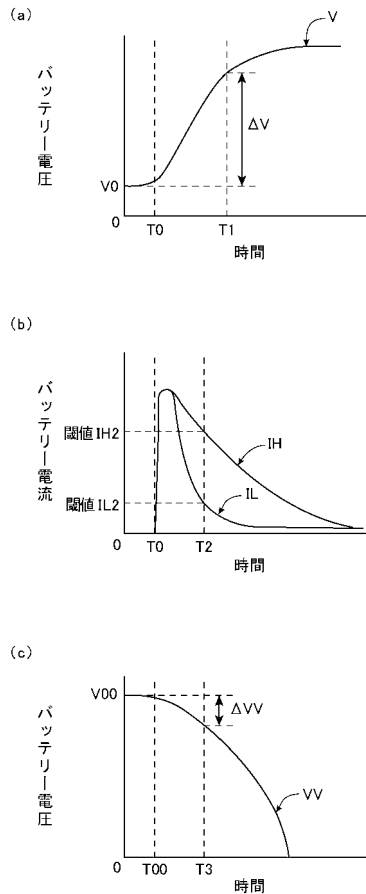 (a)
V
バッテリー電圧
ΔV
V0
0
T0
T1
時間
(b)
バッテリー電流
閾値IH2
IH
閾値IL2
IL
0
T0
T2
時間
(c)
V00
ΔVV
バッテリー電圧
VV
0
T00
T3
時間